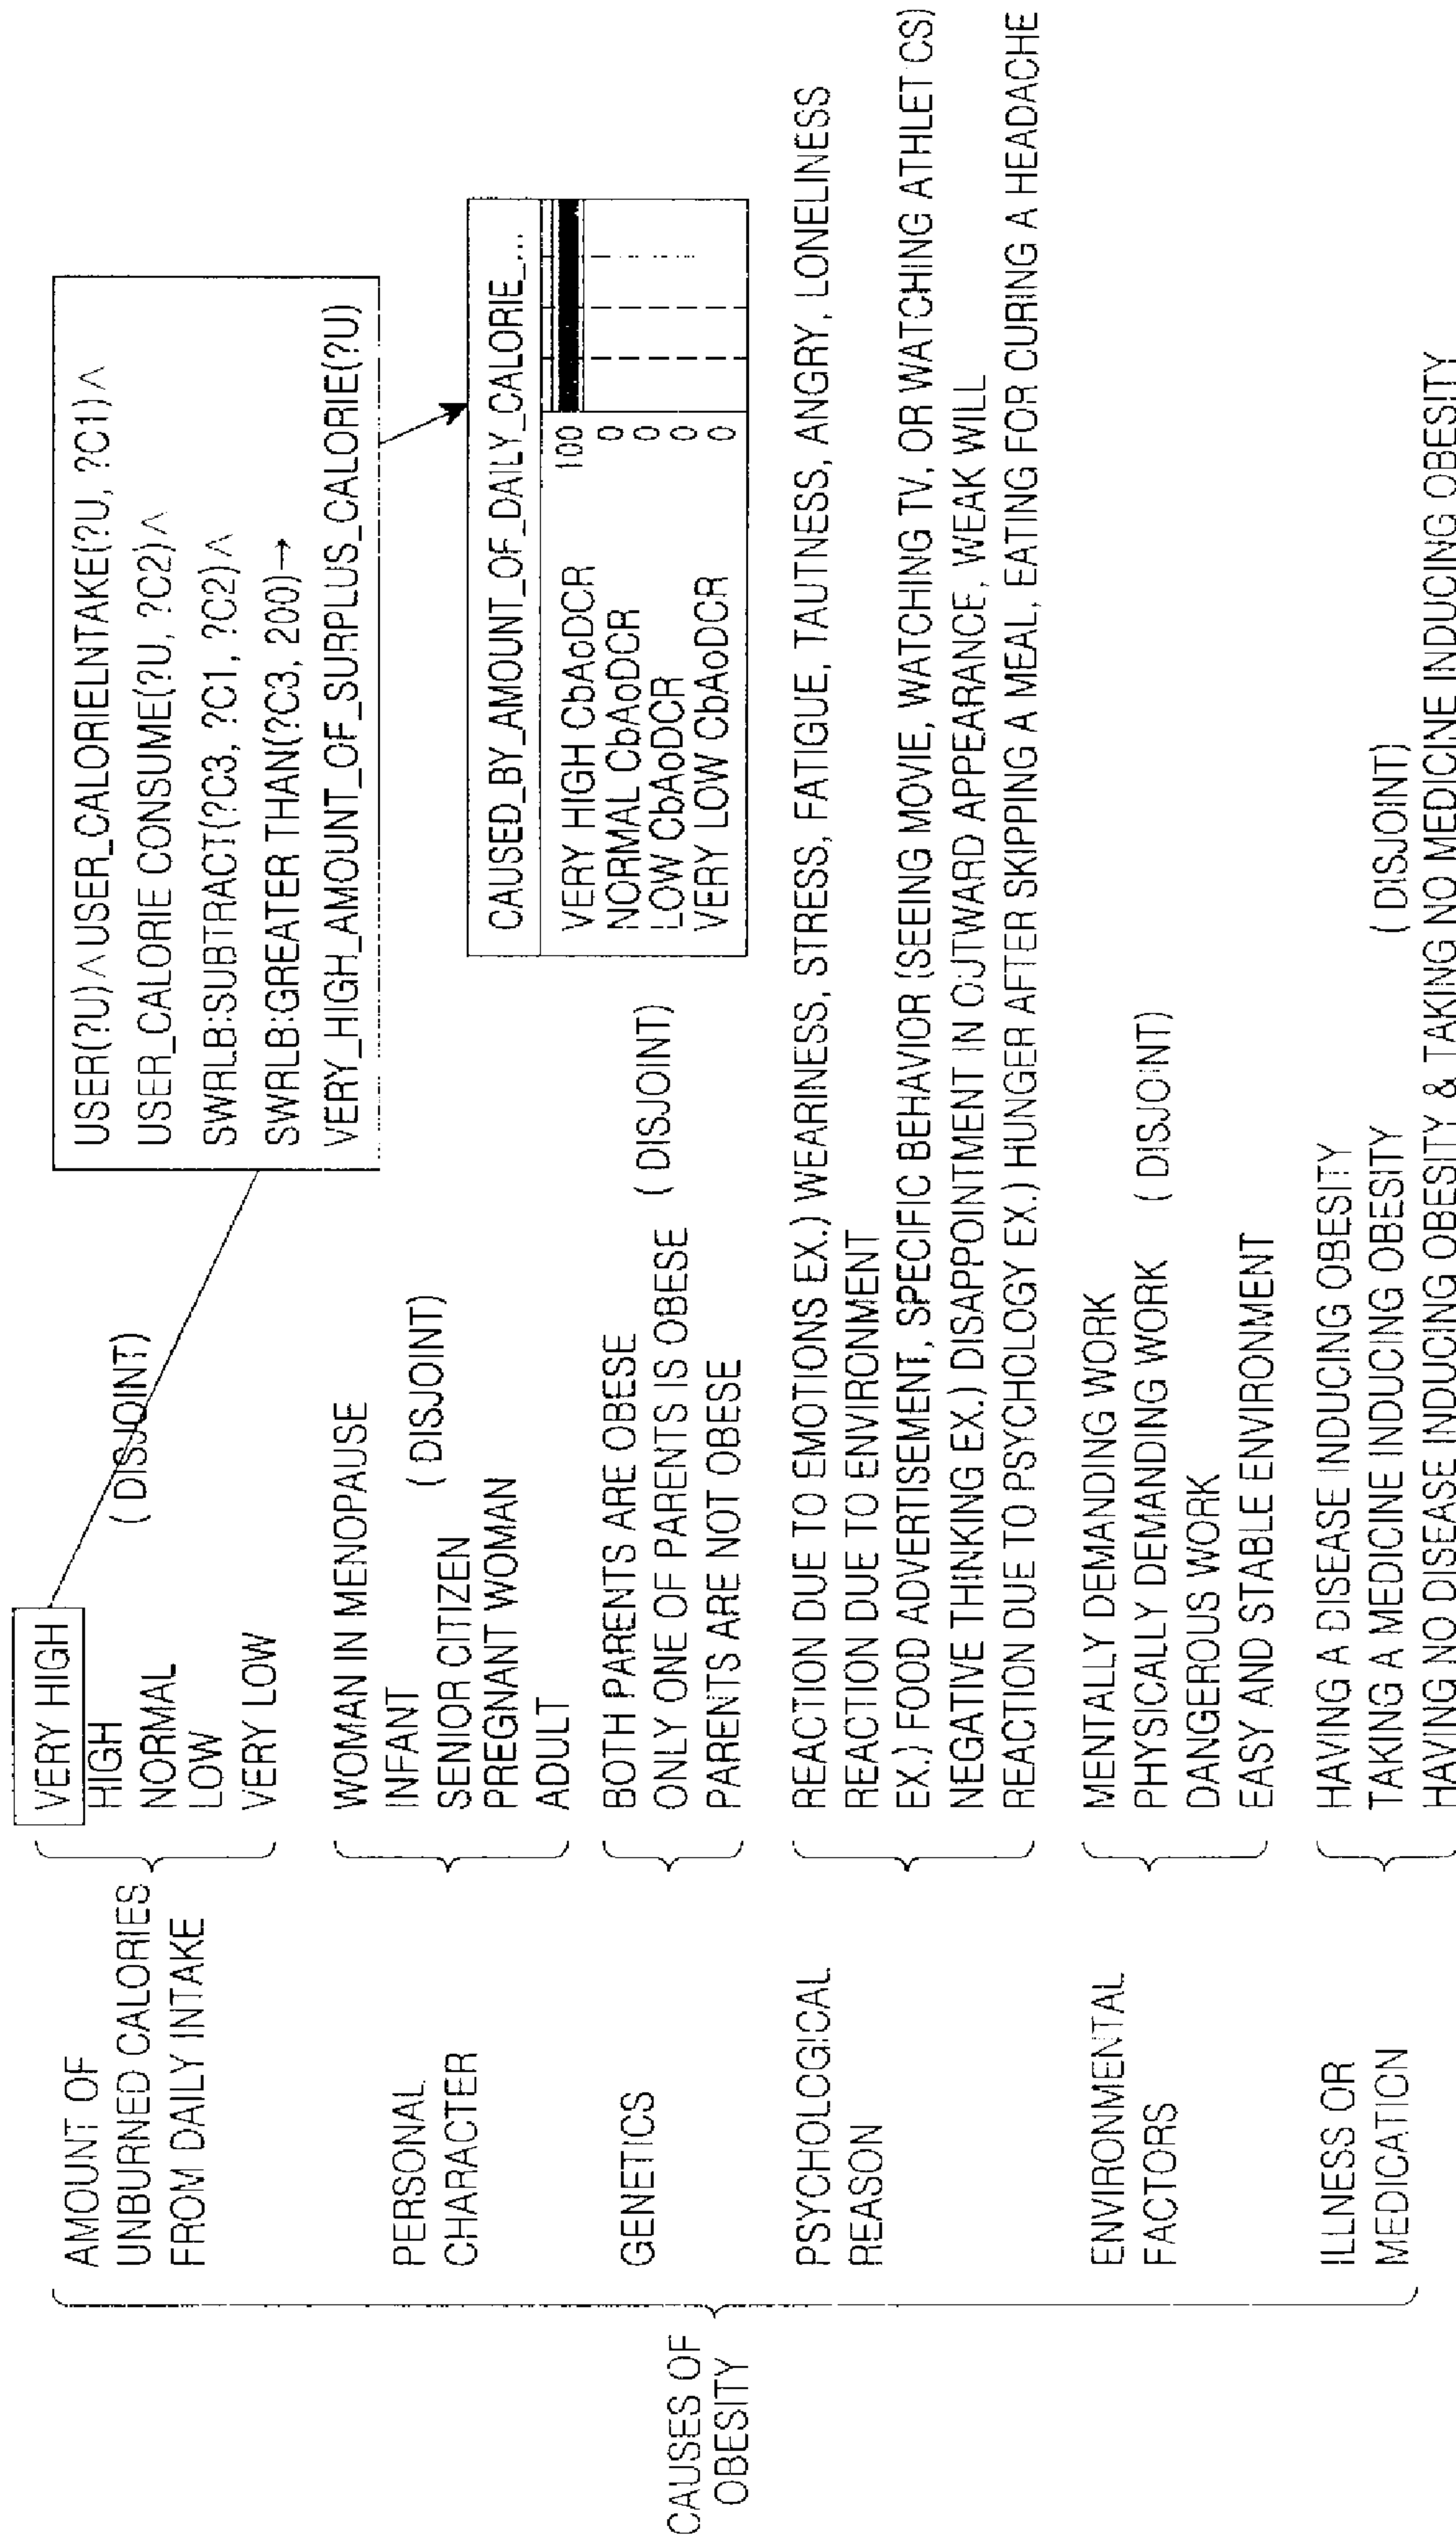 CAUSES OF
OBESITY
AMOUNT OF
UNBURNED CALORIES
FROM DAILY INTAKE
VERY HIGH
HIGH
NORMAL
LOW
VERY LOW
( DISJOINT)
USER(?U)∧USER_CALORIELNTAKE(?U, ?C1)∧
USER_CALORIE CONSUME(?U, ?C2)∧
SWRLB:SUBTRACT(?C3, ?C1, ?C2)∧
SWRLB:GREATER THAN(?C3, 200)→
VERY_HIGH_AMOUNT_OF_SURPLUS_CALORIE(?U)
CAUSED_BY_AMOUNT_OF_DAILY_CALORIE_...
VERY HIGH CbAoDCR 100
NORMAL CbAoDCR 0
LOW CbAoDCR 0
VERY LOW CbAoDCR 0
0
PERSONAL
CHARACTER
WOMAN IN MENOPAUSE
INFANT
( DISJOINT)
SENIOR CITIZEN
PREGNANT WOMAN
ADULT
GENETICS
BOTH PARENTS ARE OBESE
ONLY ONE OF PARENTS IS OBESE ( DISJOINT)
PARENTS ARE NOT OBESE
PSYCHOLCGICAL
REASON
REACTION DUE TO EMOTIONS EX.) WEARINESS, STRESS, FATIGUE, TAUTNESS, ANGRY, LONELINESS
REACTION DUE TO ENVIRONMENT
EX.) FOOD ADVERTISEMENT, SPECIFIC BEHAVIOR (SEEING MOVIE, WATCHING TV, OR WATCHING ATHLET CS)
NEGATIVE THINKING EX.) DISAPPOINTMENT IN OUTWARD APPEARANCE, WEAK WILL
REACTION DUE TO PSYCHOLOGY EX.) HUNGER AFTER SKIPPING A MEAL, EATING FOR CURING A HEADACHE
ENVIRONMENTAL
FACTORS
MENTALLY DEMANDING WORK
PHYSICALLY DEMANDING WORK ( DISJOINT)
DANGEROUS WORK
EASY AND STABLE ENVIRONMENT
ILLNESS OR
MEDICATION
HAVING A DISEASE INDUCING OBESITY
TAKING A MEDICINE INDUCING OBESITY ( DISJOINT)
HAVING NO DISEASE INDUCING OBESITY & TAKING NO MEDICINE INDUCING OBESITY